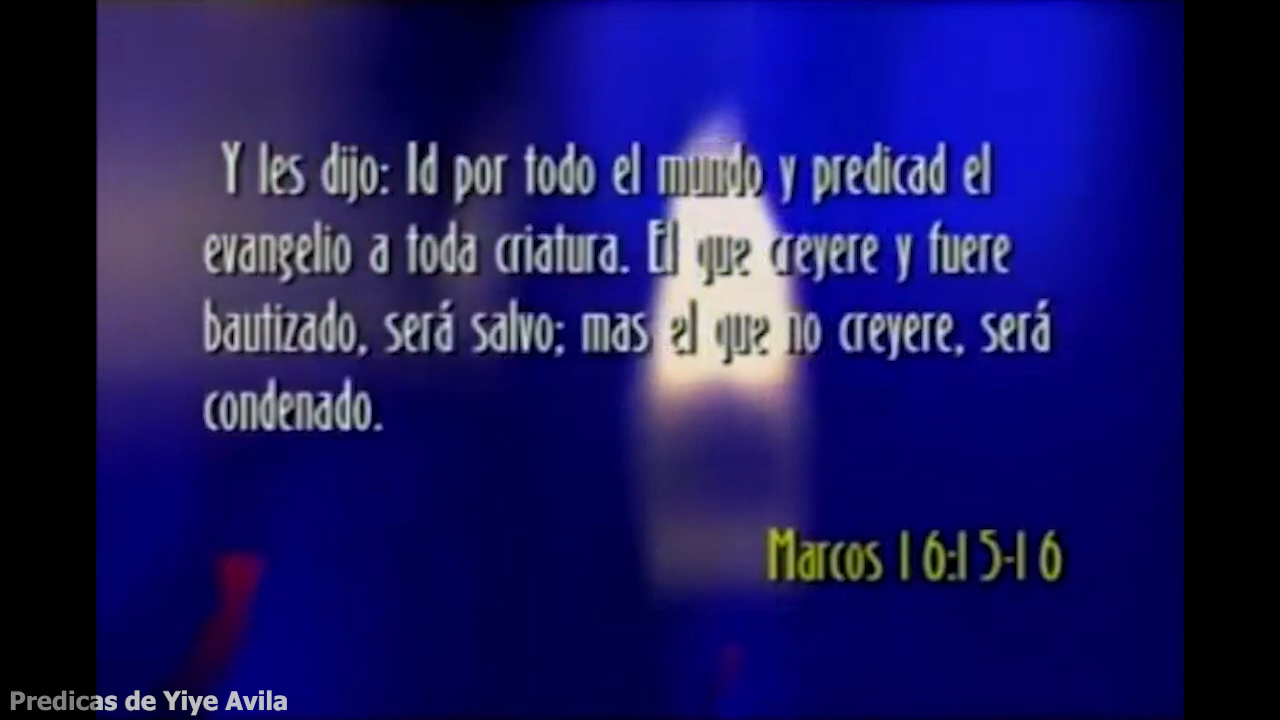 Y les dijo: Id por todo el mundo y predicad el
evangelio a toda criatura. El que creyere y fuere
bautizado, será salvo; mas el que no creyere, será
condenado.
Marcos 16:15-16
Predicas de Yiye Avila